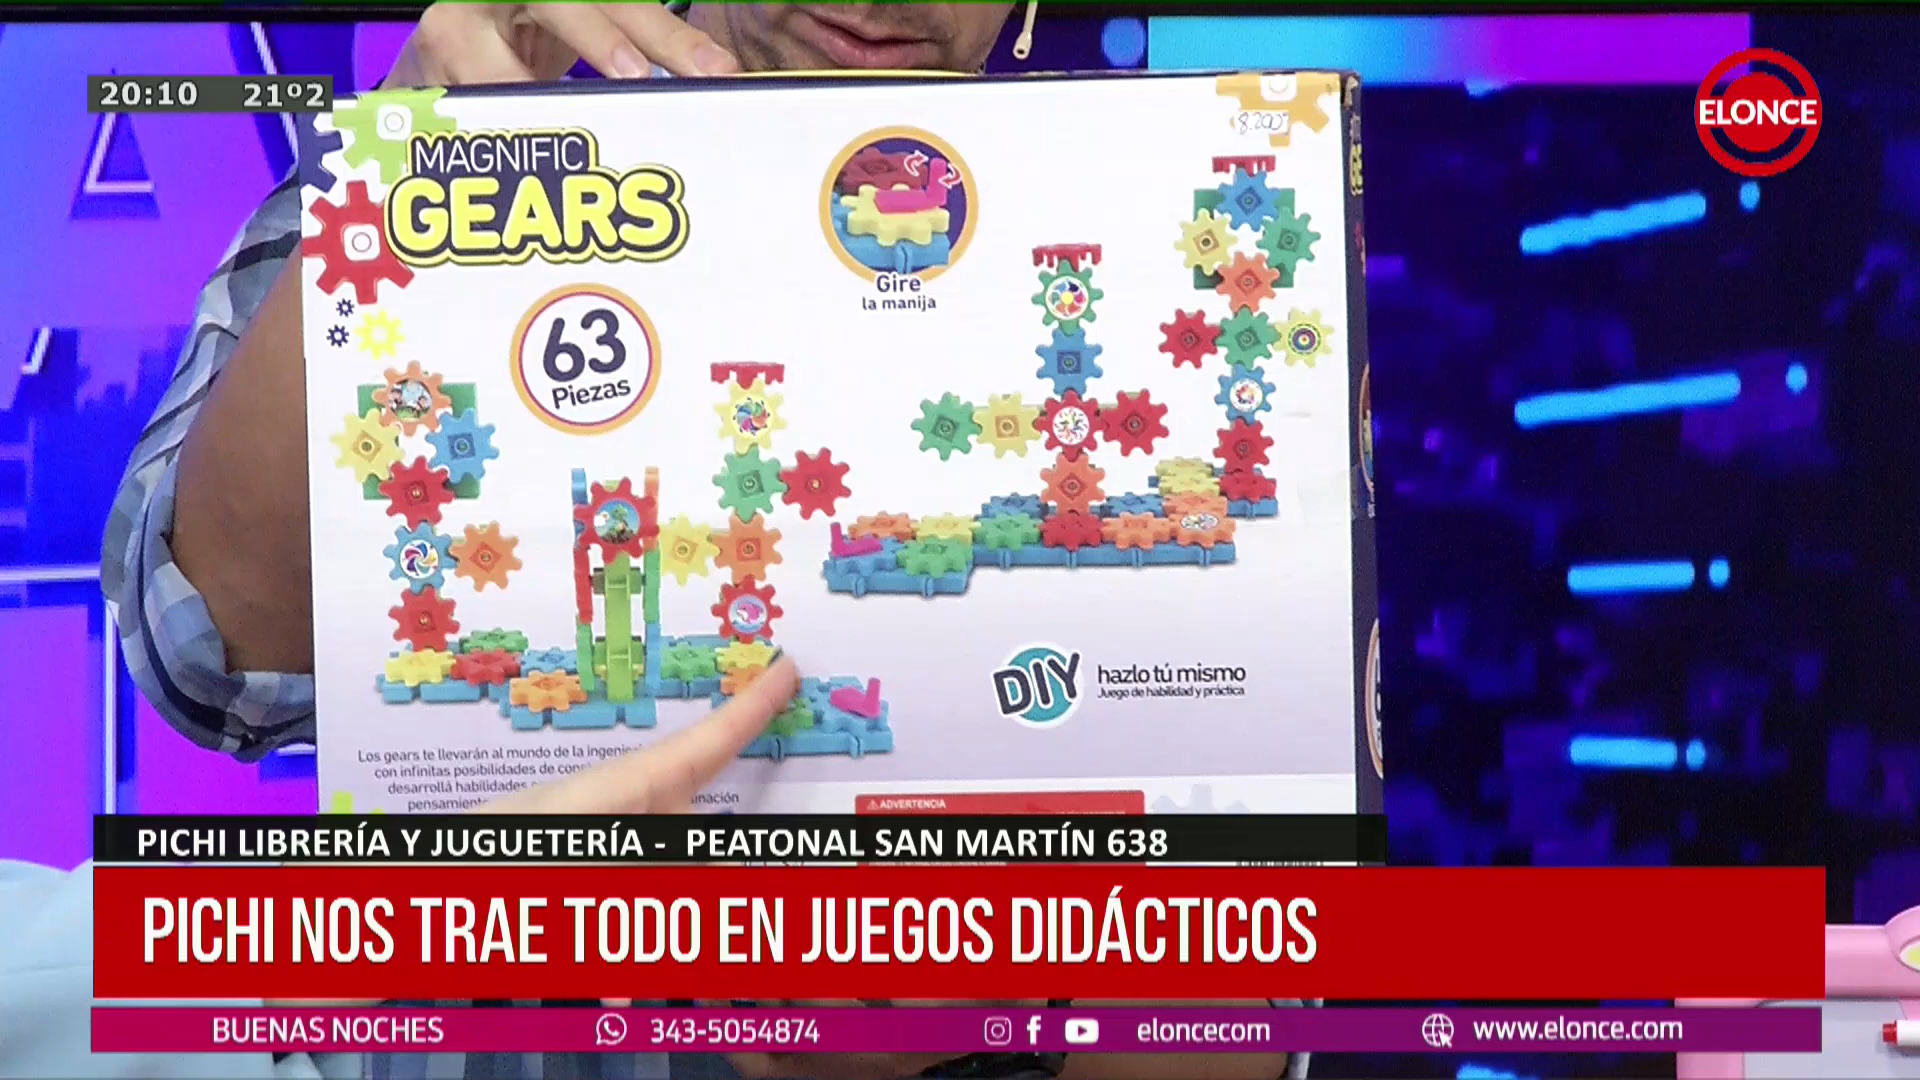 20:10 21º2
ELONCE
8.200
MAGNIFIC
GEARS
63
Piezas
Gire
la manija
DIY
hazlo tú mismo
Juego de habilidad y práctica
Los gears te llevarán al mundo de la
con infinitas posibilidades de
desarrollá habilidades
ADVERTENCIA
PICHI LIBRERÍA Y JUGUETERÍA - PEATONAL SAN MARTÍN 638
PICHI NOS TRAE TODO EN JUEGOS DIDÁCTICOS
BUENAS NOCHES 343-5054874 eloncecom www.elonce.com